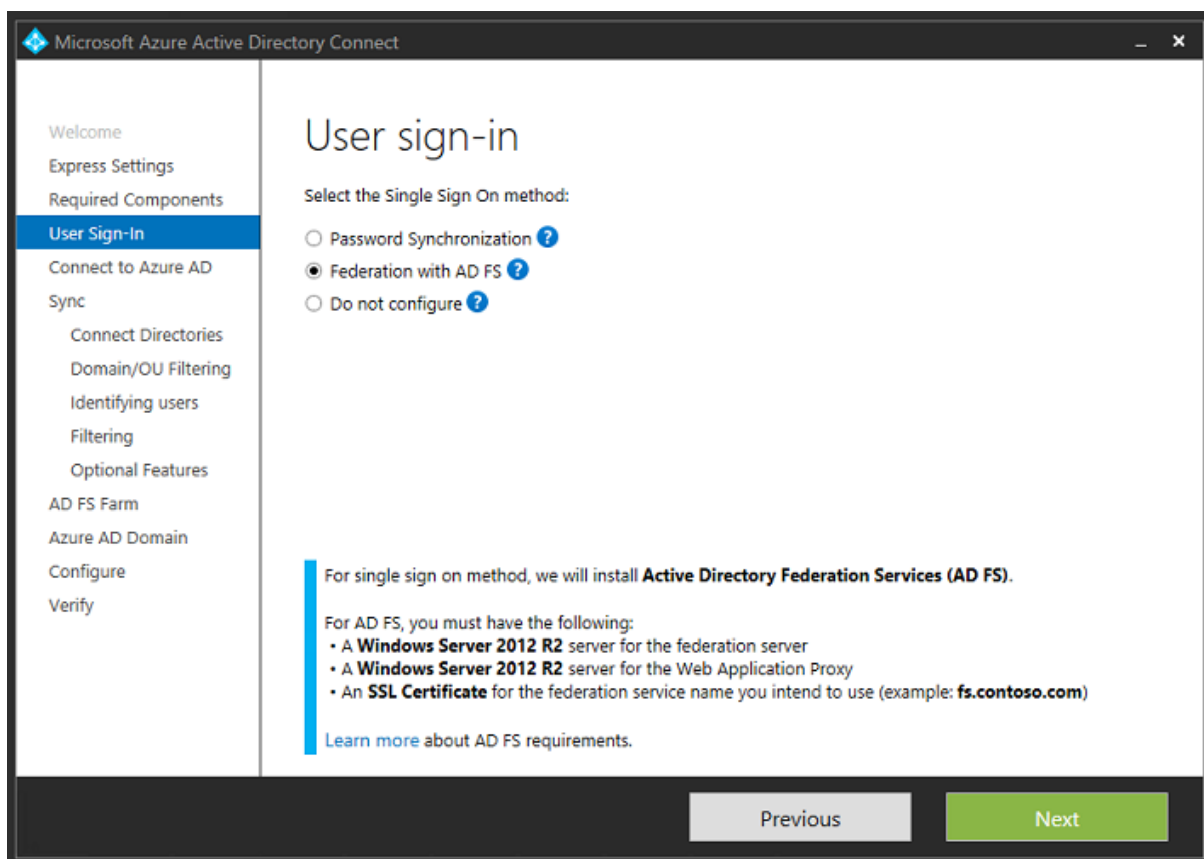 Microsoft Azure Active Directory Connect
Welcome
Express Settings
Required Components
User Sign-In
Connect to Azure AD
Sync
Connect Directories
Domain/OU Filtering
Identifying users
Filtering
Optional Features
AD FS Farm
Azure AD Domain
Configure
Verify
User sign-in
Select the Single Sign On method:
Password Synchronization ?
Federation with AD FS ?
Do not configure ?
For single sign on method, we will install Active Directory Federation Services (AD FS).
For AD FS, you must have the following:
• A Windows Server 2012 R2 server for the federation server
• A Windows Server 2012 R2 server for the Web Application Proxy
• An SSL Certificate for the federation service name you intend to use (example: fs.contoso.com)
Learn more about AD FS requirements.
Previous
Next